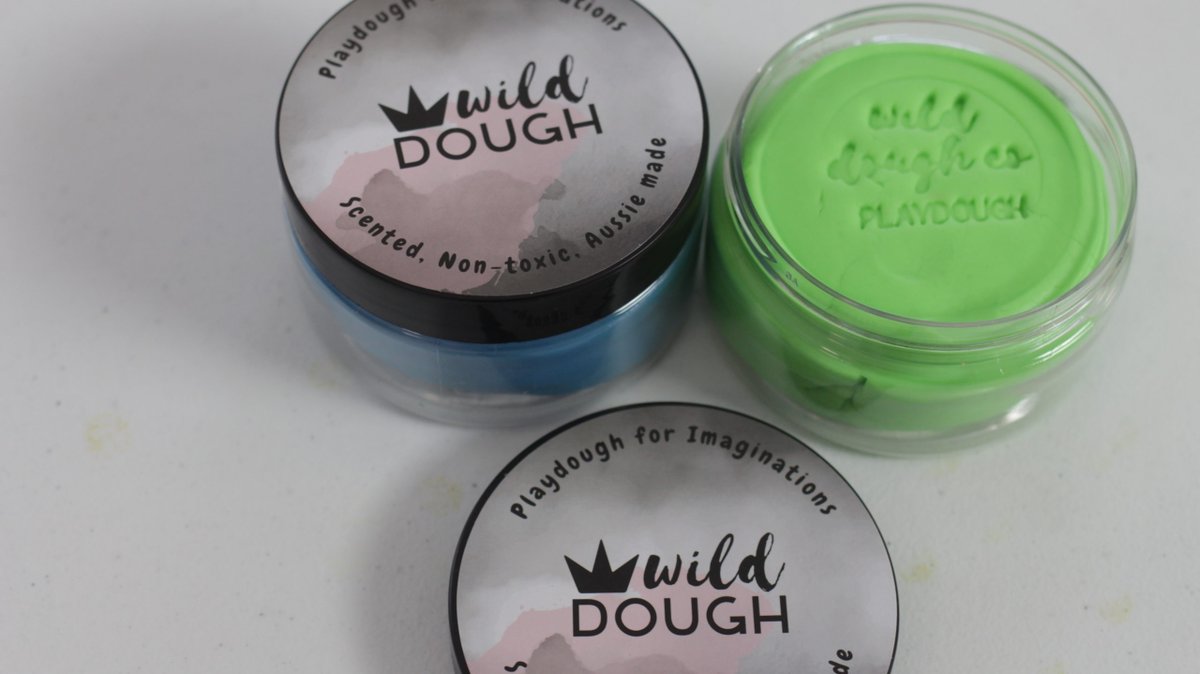 Playdough for Imaginations
wild
DOUGH
Scented, Non-toxic, Aussie made
wild
dough co
PLAYDOUGH
Playdough for Imaginations
wild
DOUGH